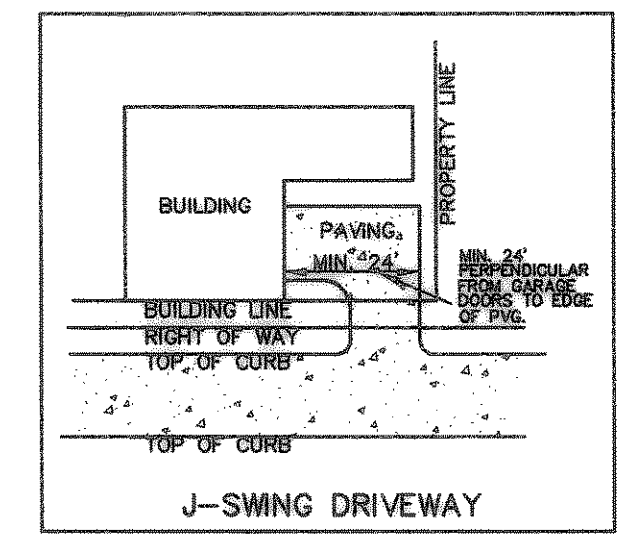 PROPERTY LINE
BUILDING
PAVING
MIN. 24'
MIN. 24'
PERPENDICULAR
FROM GARAGE
DOORS TO EDGE
OF PVG.
BUILDING LINE
RIGHT OF WAY
TOP OF CURB
TOP OF CURB
J-SWING DRIVEWAY